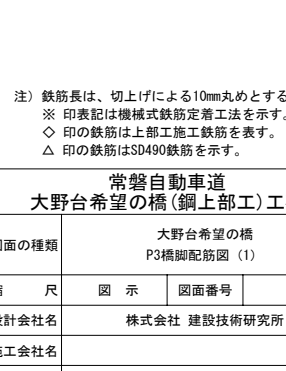 注) 鉄筋長は、切上げによる10mm丸めとする
※ 印表記は機械式鉄筋定着工法を示す。
◇ 印の鉄筋は上部工施工鉄筋を表す。
△ 印の鉄筋はSD490鉄筋を示す。
常磐自動車道
大野台希望の橋(鋼上部工)工
図面の種類
大野台希望の橋
P3橋脚配筋図 (1)
尺
図 示
図面番号
設計会社名
株式会社 建設技術研究所
施工会社名